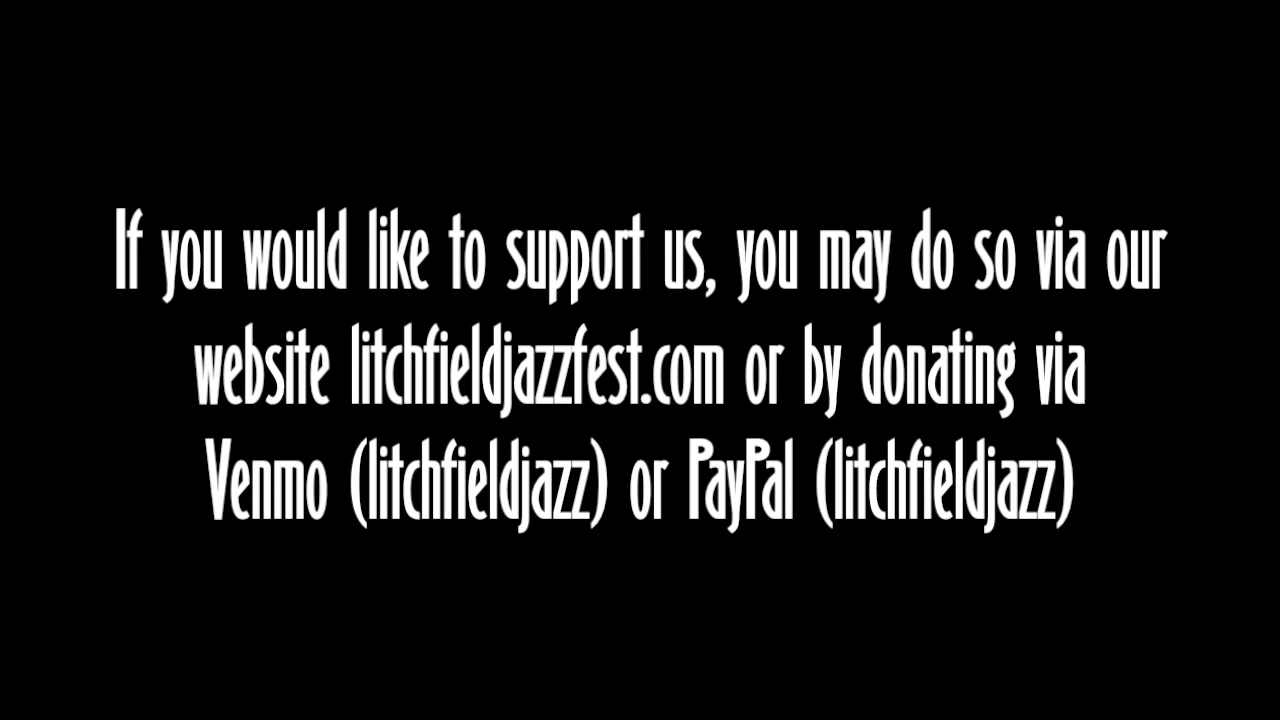 If you would like to support us, you may do so via our
website litchfieldjazzfest.com or by donating via
Venmo (litchfieldjazz) or PayPal (litchfieldjazz)